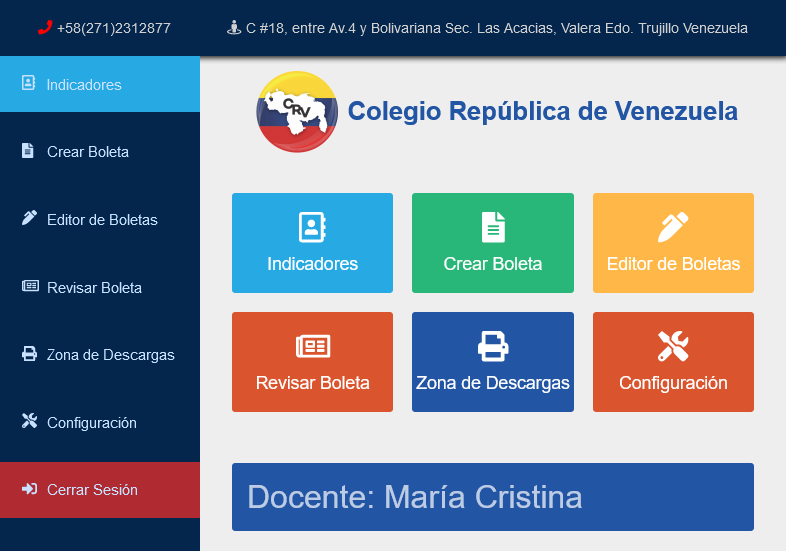 +58(271)2312877
C #18, entre Av.4 y Bolivariana Sec. Las Acacias, Valera Edo. Trujillo Venezuela
Indicadores
Crear Boleta
Editor de Boletas
Revisar Boleta
Zona de Descargas
Configuración
Cerrar Sesión
CRV
Colegio República de Venezuela
Indicadores
Crear Boleta
Editor de Boletas
Revisar Boleta
Zona de Descargas
Configuración
Docente: María Cristina